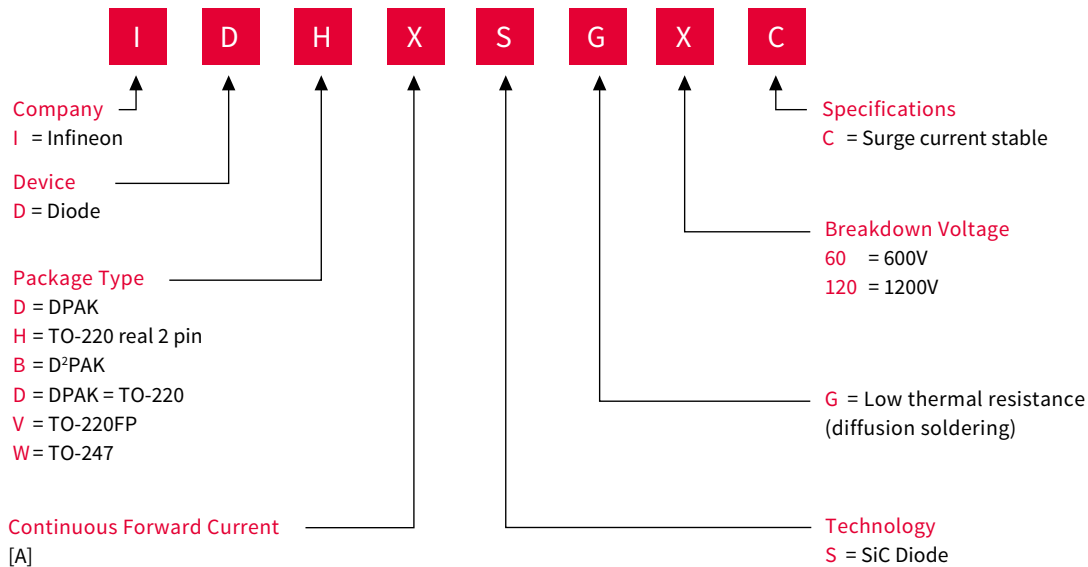 I D H X S G X C
Company
I = Infineon
Device
D = Diode
Package Type
D = DPAK
H = TO-220 real 2 pin
B = D²PAK
D = DPAK = TO-220
V = TO-220FP
W = TO-247
Continuous Forward Current
[A]
Specifications
C = Surge current stable
Breakdown Voltage
60 = 600V
120 = 1200V
G = Low thermal resistance
(diffusion soldering)
Technology
S = SiC Diode